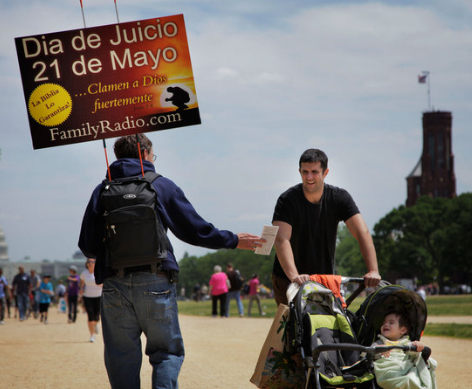 Dia de Juicio
21 de Mayo
...Clamen a Dios
fuertemente
La Biblia
Lo
Garantiza!
FamilyRadio.com